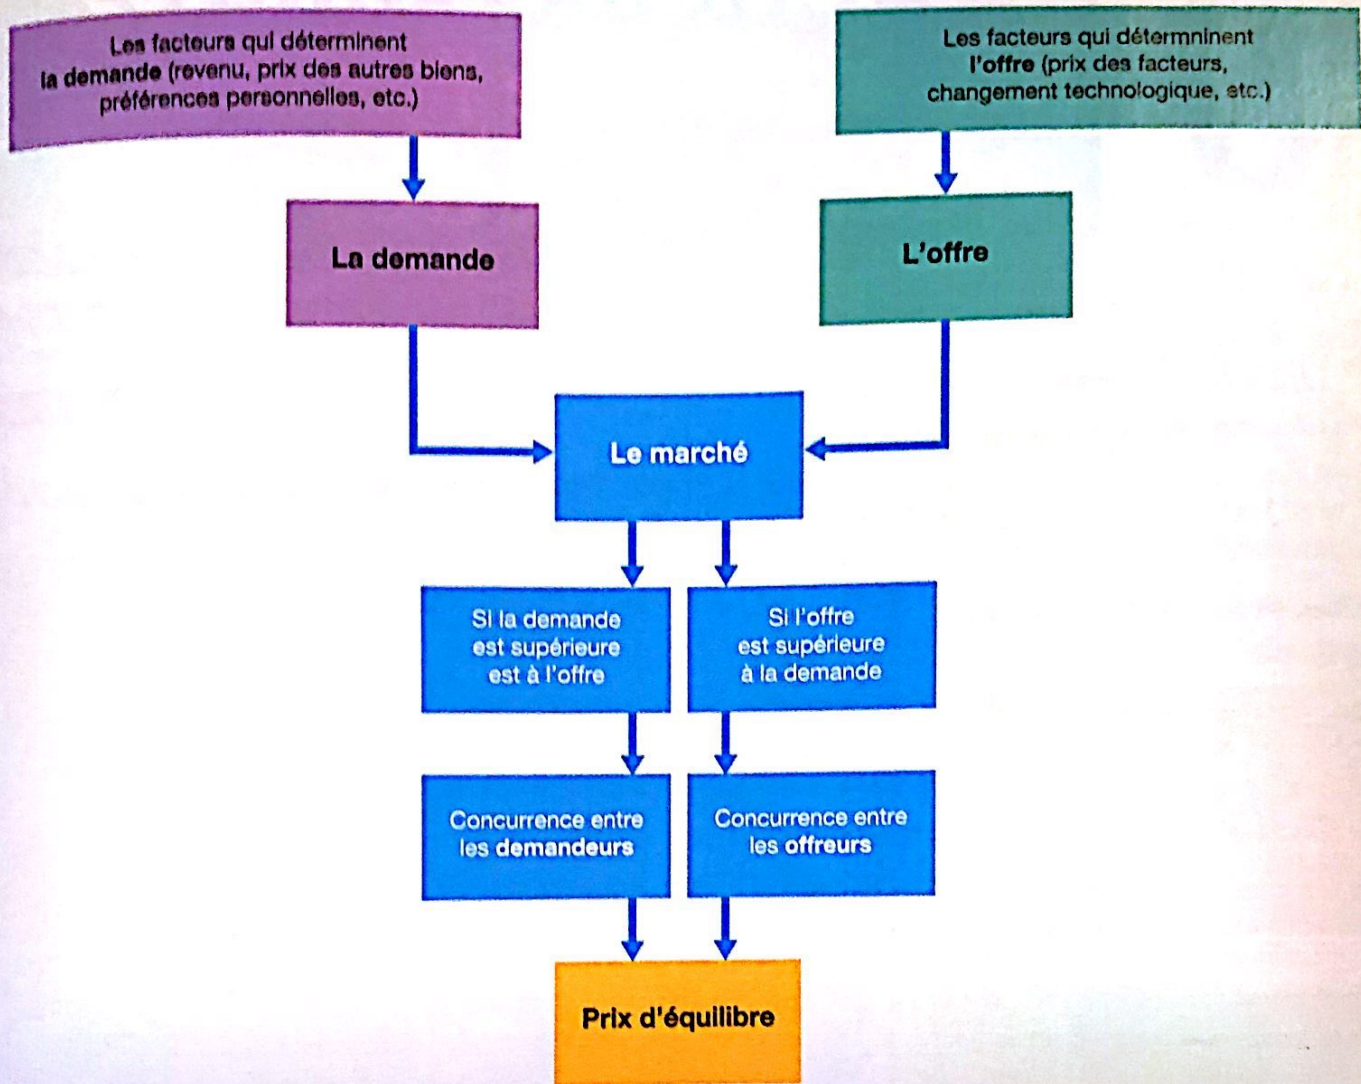 Les facteurs qui déterminent
la demande (revenu, prix des autres biens,
préférences personnelles, etc.)
Les facteurs qui détermninent
l'offre (prix des facteurs,
changement technologique, etc.)
La demande
L'offre
Le marché
Si la demande
est supérieure
est à l'offre
Si l'offre
est supérieure
à la demande
Concurrence entre
les demandeurs
Concurrence entre
les offreurs
Prix d'équilibre